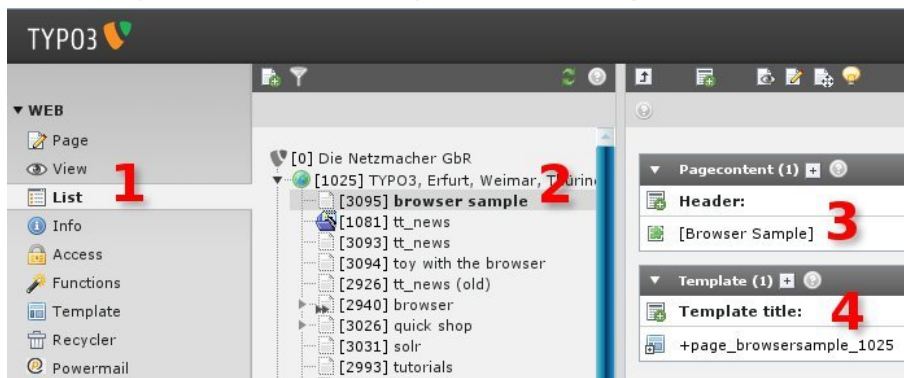 TYPO3
WEB
Page
View
List
Info
Access
Functions
Template
Recycler
Powermail
1
[0] Die Netzmacher GbR
[1025] TYPO3, Erfurt, Weimar,
[3095] browser sample
[1081] tt_news
[3093] tt_news
[3094] toy with the browser
[2926] tt_news (old)
[2940] browser
[3026] quick shop
[3031] solr
[2993] tutorials
2
Pagecontent (1)
Header:
[Browser Sample]
3
Template (1)
Template title:
+page_browsersample_1025
4